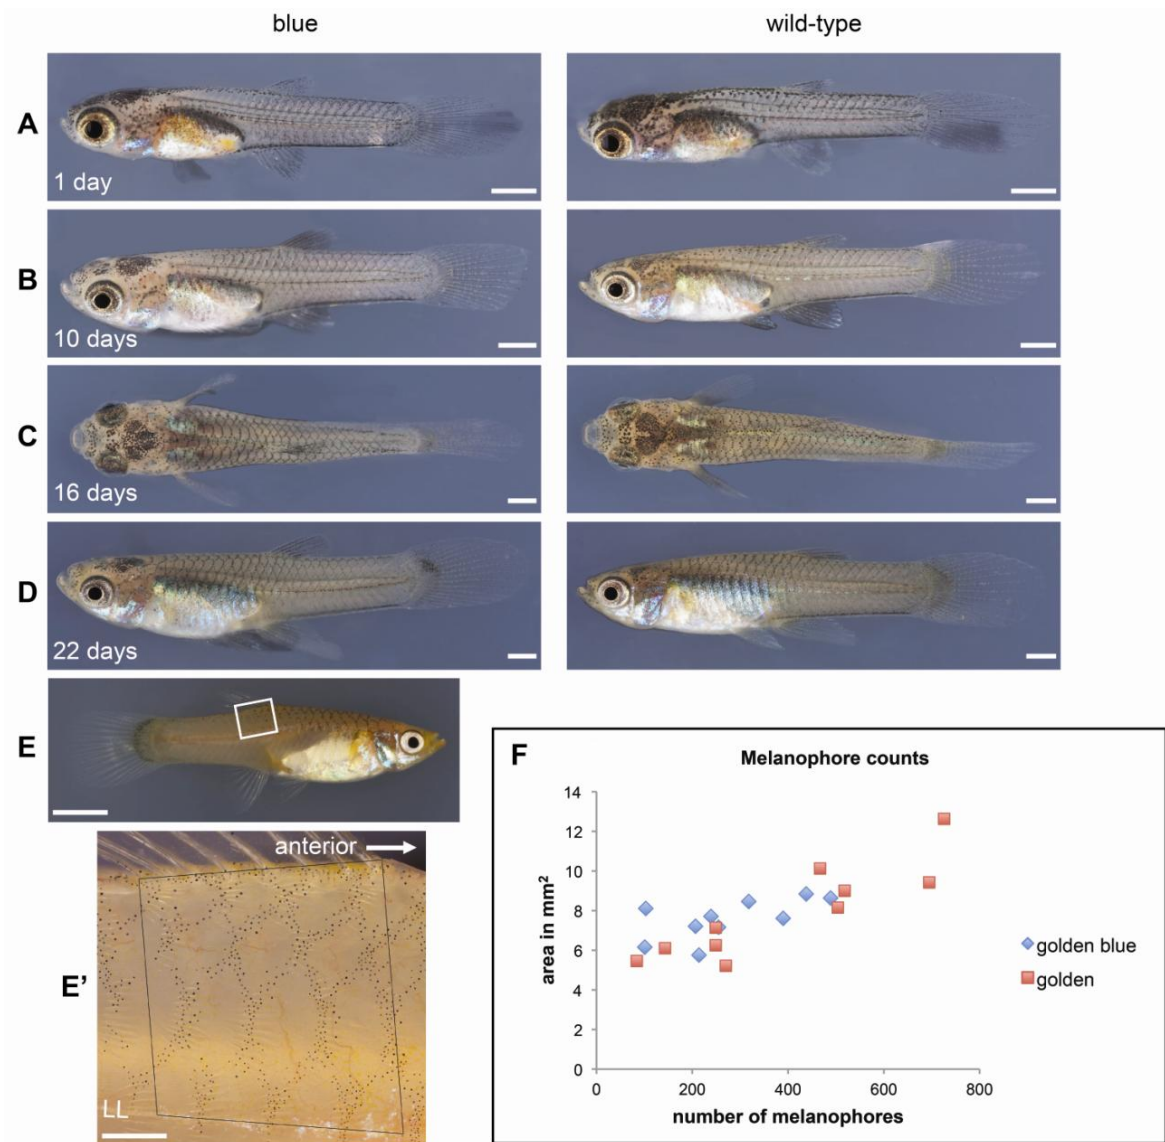 blue
wild-type
A
1 day
B
10 days
C
16 days
D
22 days
E
E’
anterior
LL
F
Melanophore counts
14
12
10
8
6
4
2
0
area in mm²
0 200 400 600 800
number of melanophores
golden blue
golden